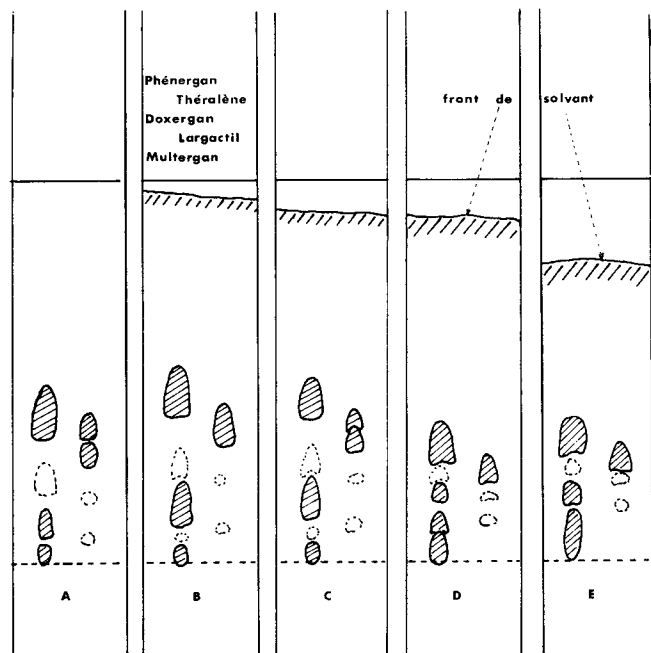 Phénergan
Théralène
Doxergan
Largactil
Multergan
front de solvant
A B C D E